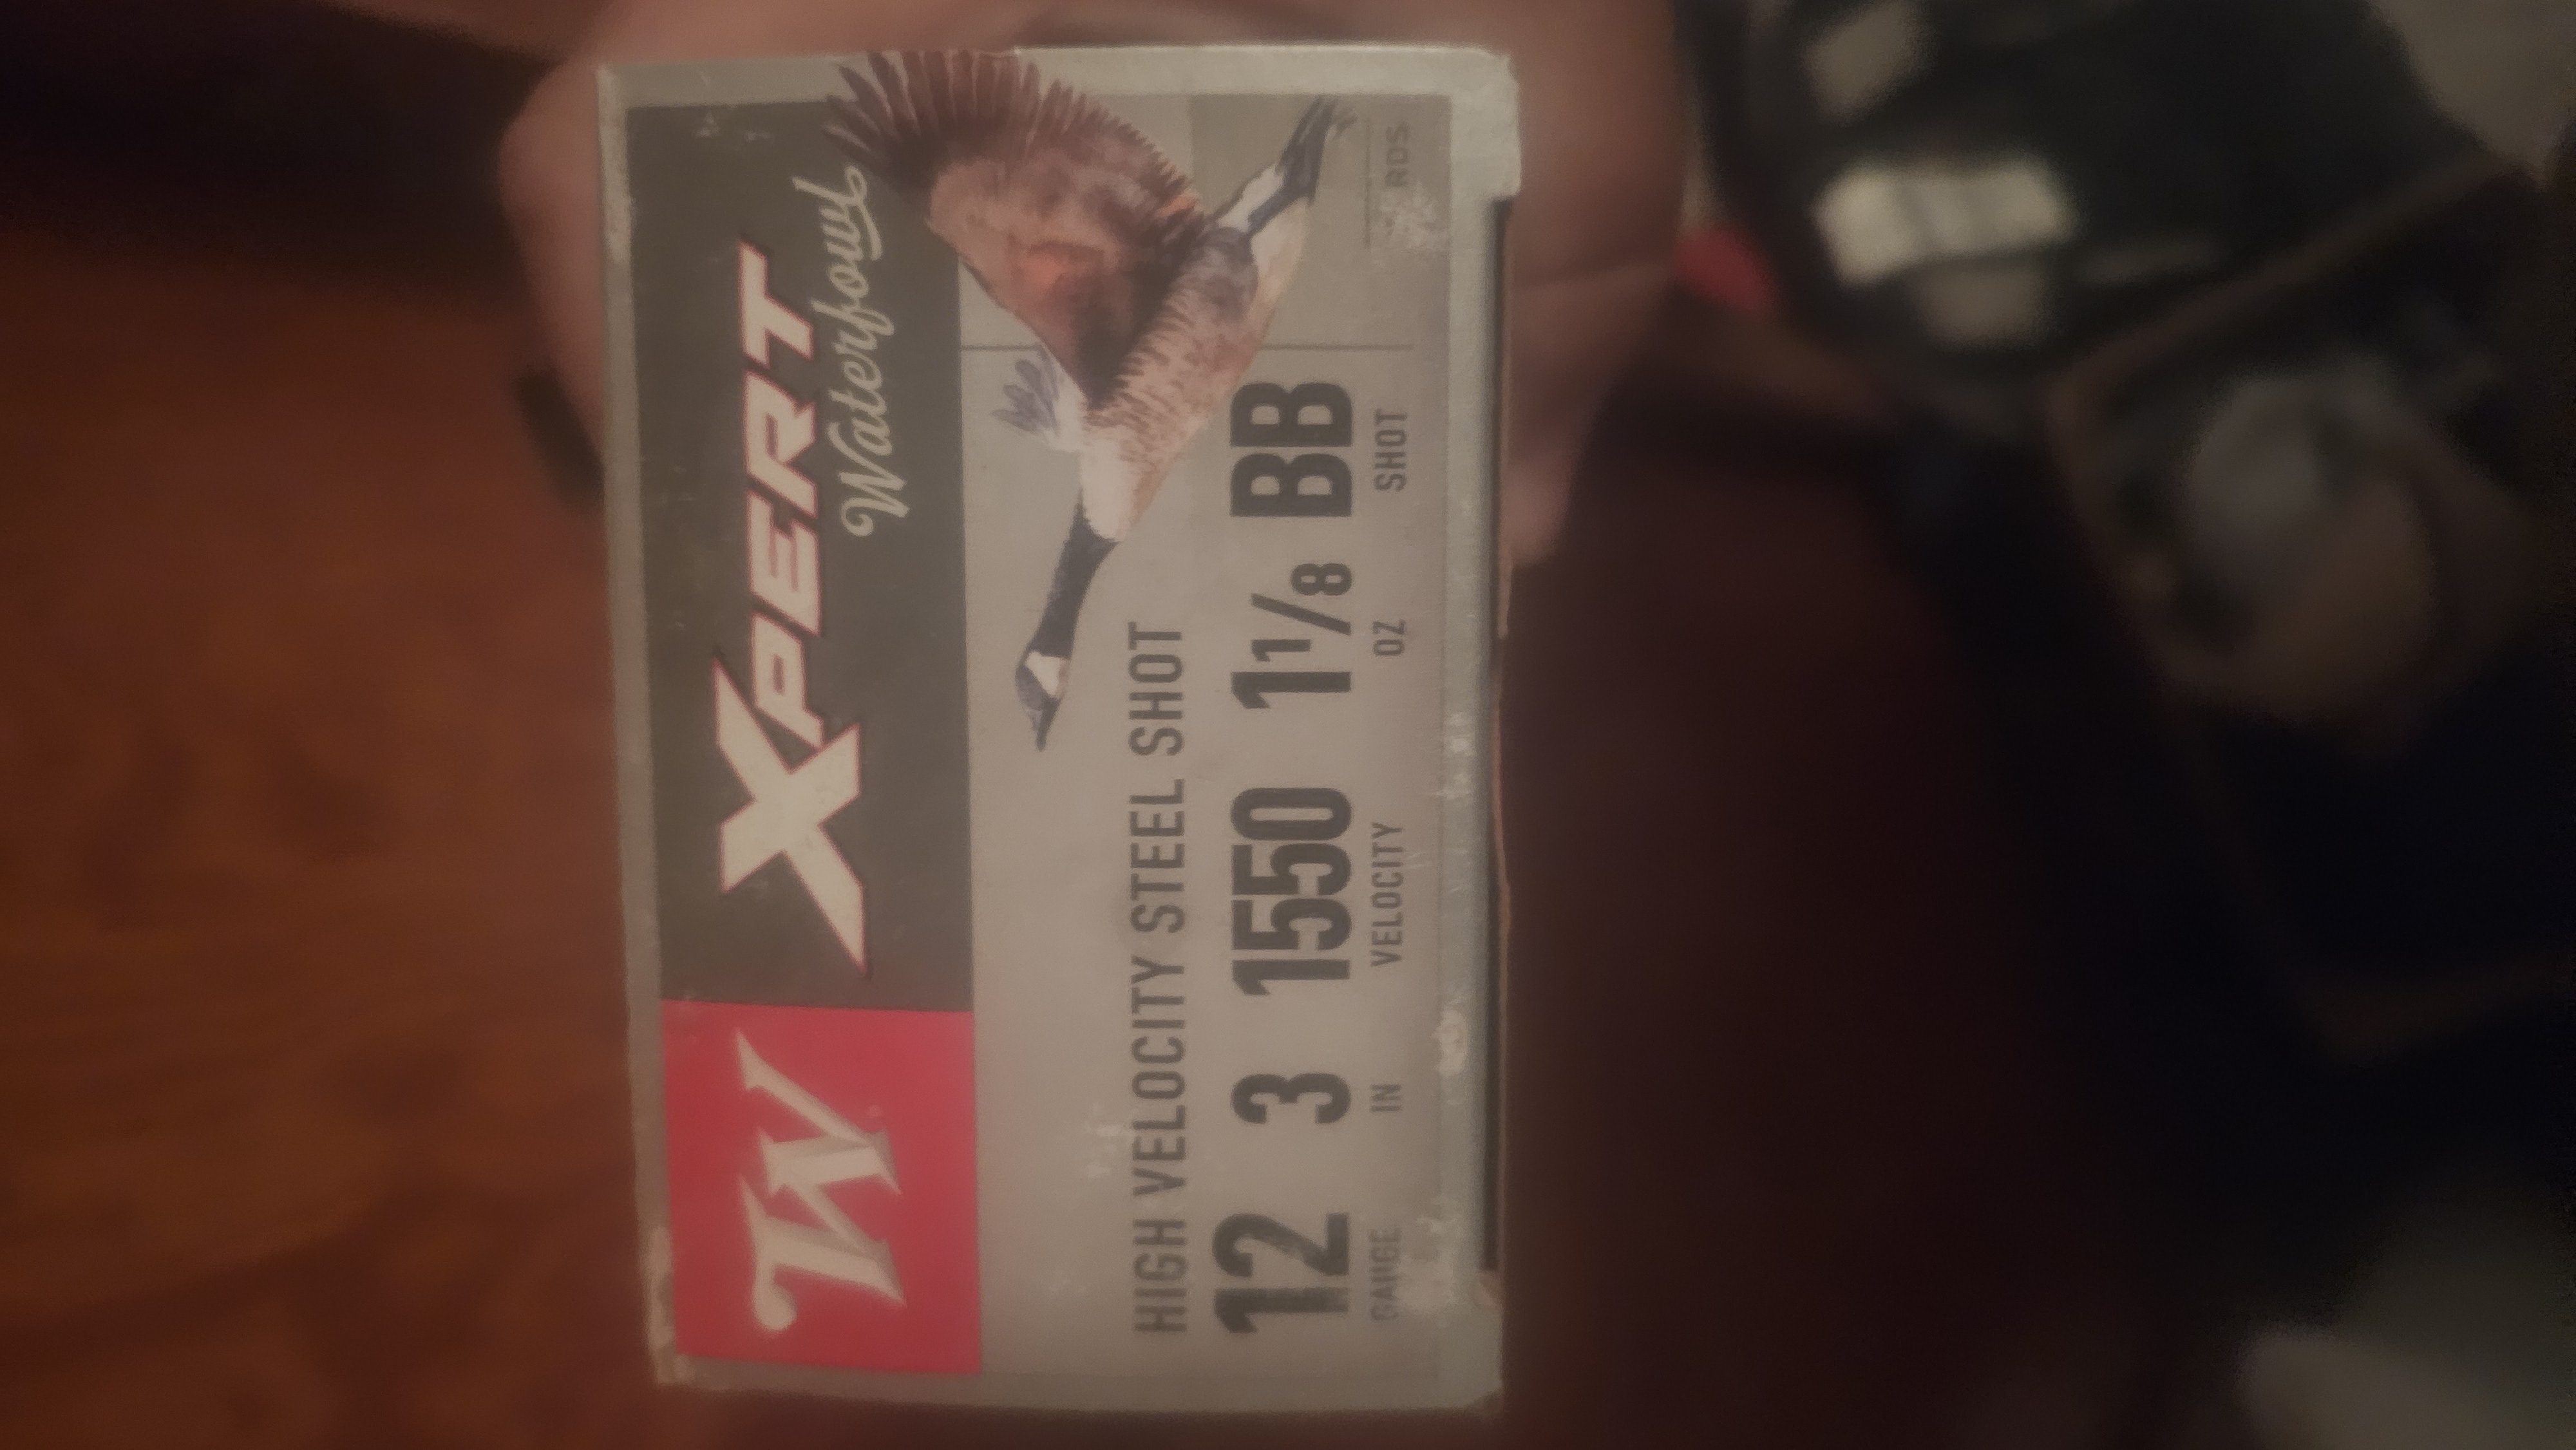 W
XPERT
Waterfowl
HIGH VELOCITY STEEL SHOT
12 3 1550 1 1/8 BB
GAUGE IN VELOCITY OZ SHOT
RDS